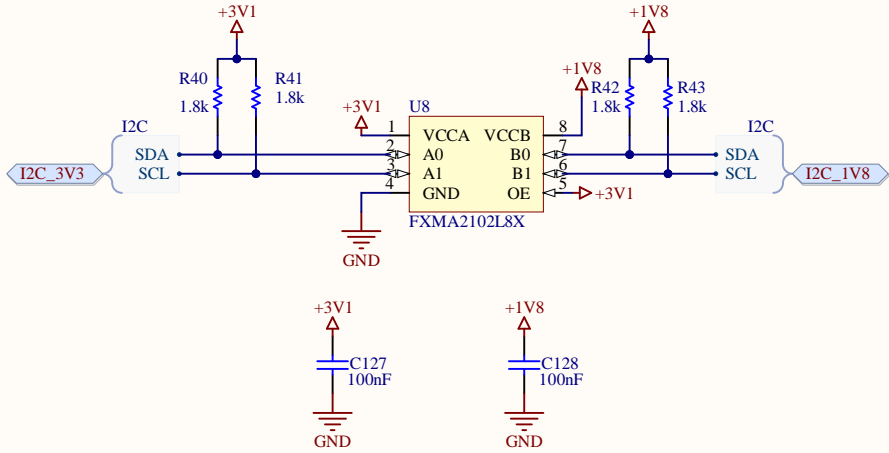 +3V1
+1V8
R40
1.8k
R41
1.8k
+3V1
U8
+1V8
R42
1.8k
R43
1.8k
I2C
I2C
1 VCCA VCCB 8
SDA 2 A0 B0 7 SDA
I2C_3V3 SCL 3 A1 B1 6 SCL I2C_1V8
4 GND OE 5 +3V1
FXMA2102L8X
GND
+3V1
+1V8
C127
100nF
C128
100nF
GND
GND